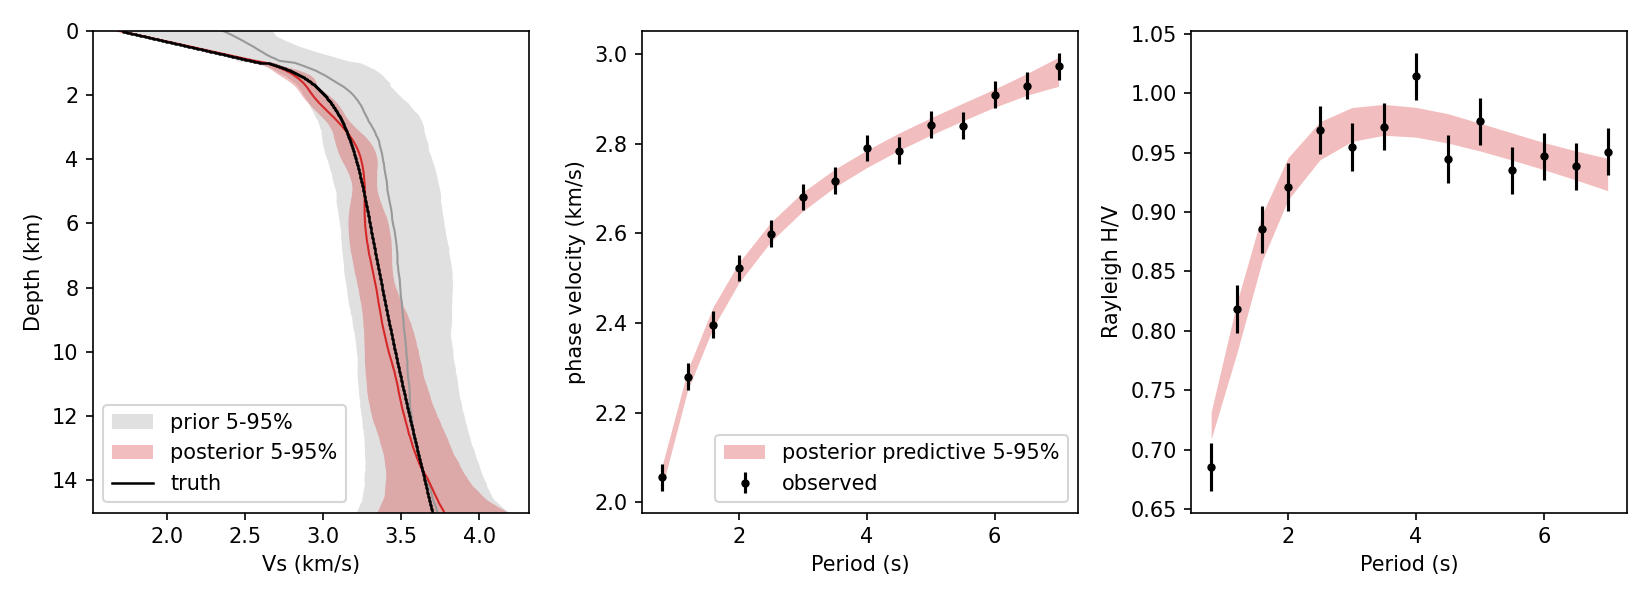 0
2
4
6
8
10
12
14
Depth (km)
2.0 2.5 3.0 3.5 4.0
Vs (km/s)
prior 5-95%
posterior 5-95%
truth
3.0
2.8
2.6
2.4
2.2
2.0
phase velocity (km/s)
2 4 6
Period (s)
posterior predictive 5-95%
observed
1.05
1.00
0.95
0.90
0.85
0.80
0.75
0.70
0.65
Rayleigh H/V
2 4 6
Period (s)